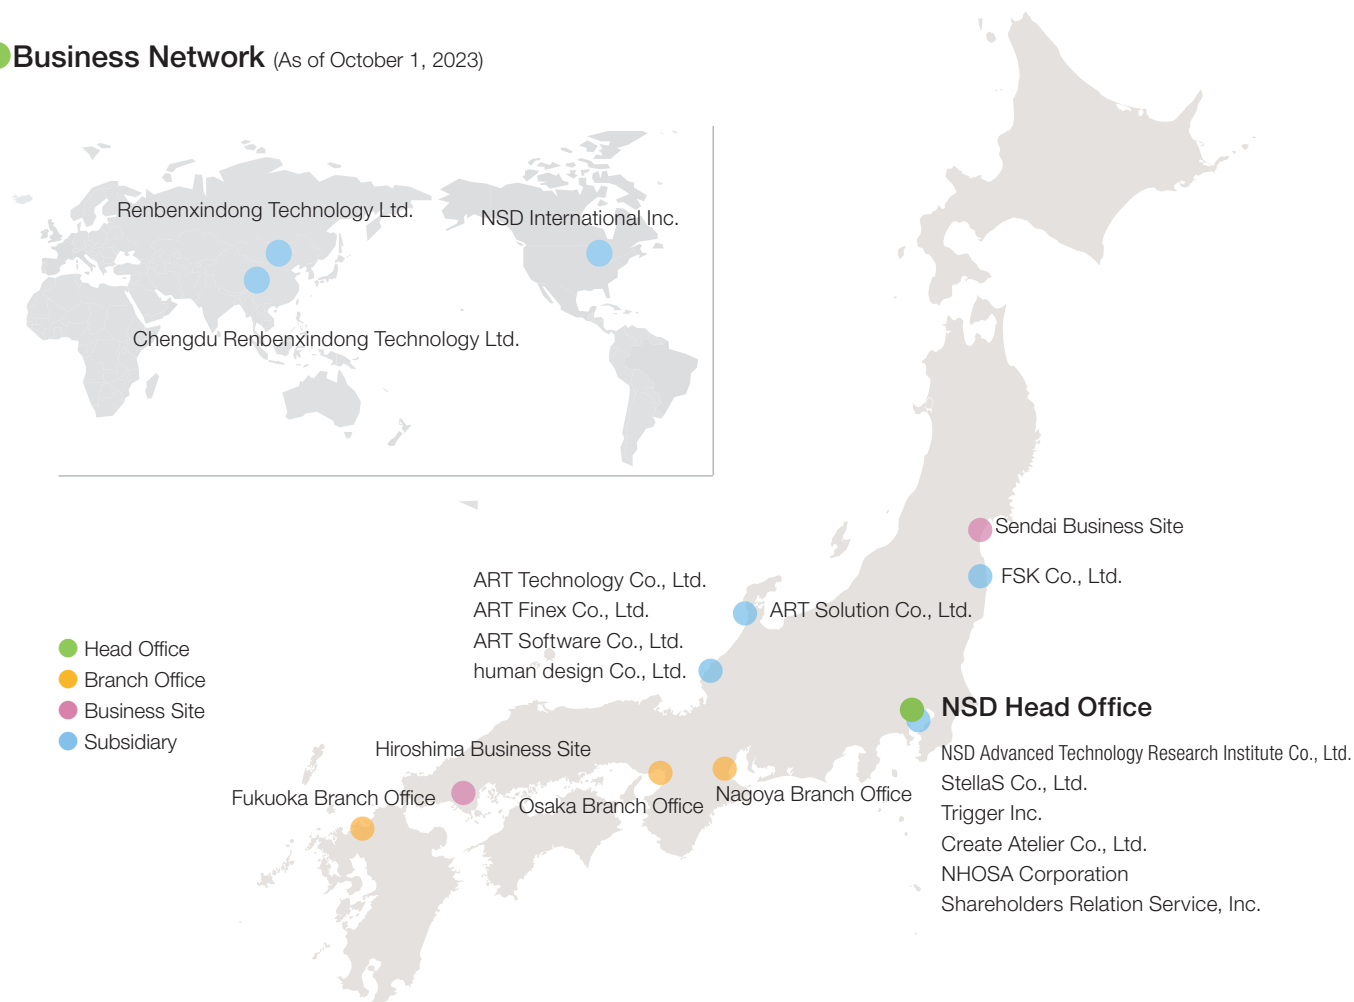 Business Network (As of October 1, 2023)
Renbenxindong Technology Ltd.
NSD International Inc.
Chengdu Renbenxindong Technology Ltd.
Sendai Business Site
FSK Co., Ltd.
ART Technology Co., Ltd.
ART Finex Co., Ltd.
ART Software Co., Ltd.
human design Co., Ltd.
ART Solution Co., Ltd.
Head Office
Branch Office
Business Site
Subsidiary
Hiroshima Business Site
Fukuoka Branch Office
Osaka Branch Office
Nagoya Branch Office
NSD Head Office
NSD Advanced Technology Research Institute Co., Ltd.
StellaS Co., Ltd.
Trigger Inc.
Create Atelier Co., Ltd.
NHOSA Corporation
Shareholders Relation Service, Inc.